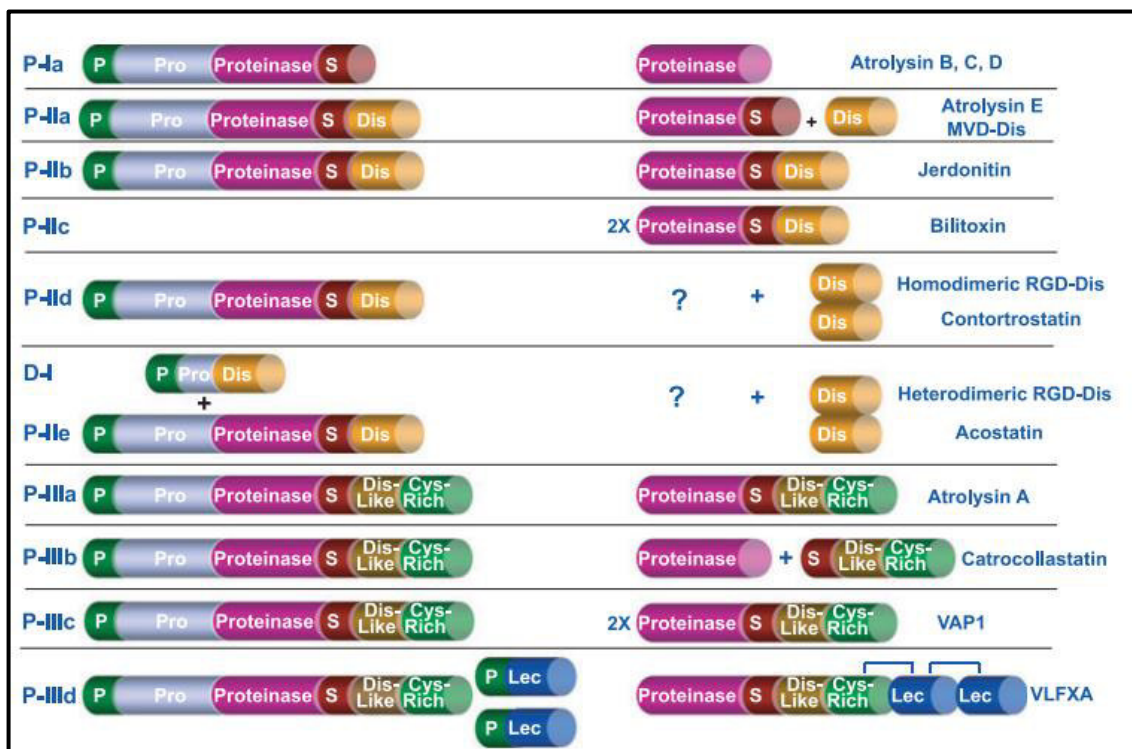 P-Ia P Pro Proteinase S Proteinase Atrolysin B, C, D
P-IIa P Pro Proteinase S Dis Proteinase S + Dis Atrolysin E
MVD-Dis
P-IIb P Pro Proteinase S Dis Proteinase S Dis Jerdonitin
P-IIc 2X Proteinase S Dis Bilitoxin
P-IId P Pro Proteinase S Dis ? + Dis Homodimeric RGD-Dis
Dis Contortrostatin
D-I P Pro Dis
+ ? + Dis Heterodimeric RGD-Dis
P-IIe P Pro Proteinase S Dis Dis Acostatin
P-IIIa P Pro Proteinase S Dis-Like Cys-Rich Proteinase S Dis-Like Cys-Rich Atrolysin A
P-IIIb P Pro Proteinase S Dis-Like Cys-Rich Proteinase + S Dis-Like Cys-Rich Catrocollastatin
P-IIIc P Pro Proteinase S Dis-Like Cys-Rich 2X Proteinase S Dis-Like Cys-Rich VAP1
P Lec
P-IIId P Pro Proteinase S Dis-Like Cys-Rich Proteinase S Dis-Like Cys-Rich Lec Lec VLFXA
P Lec